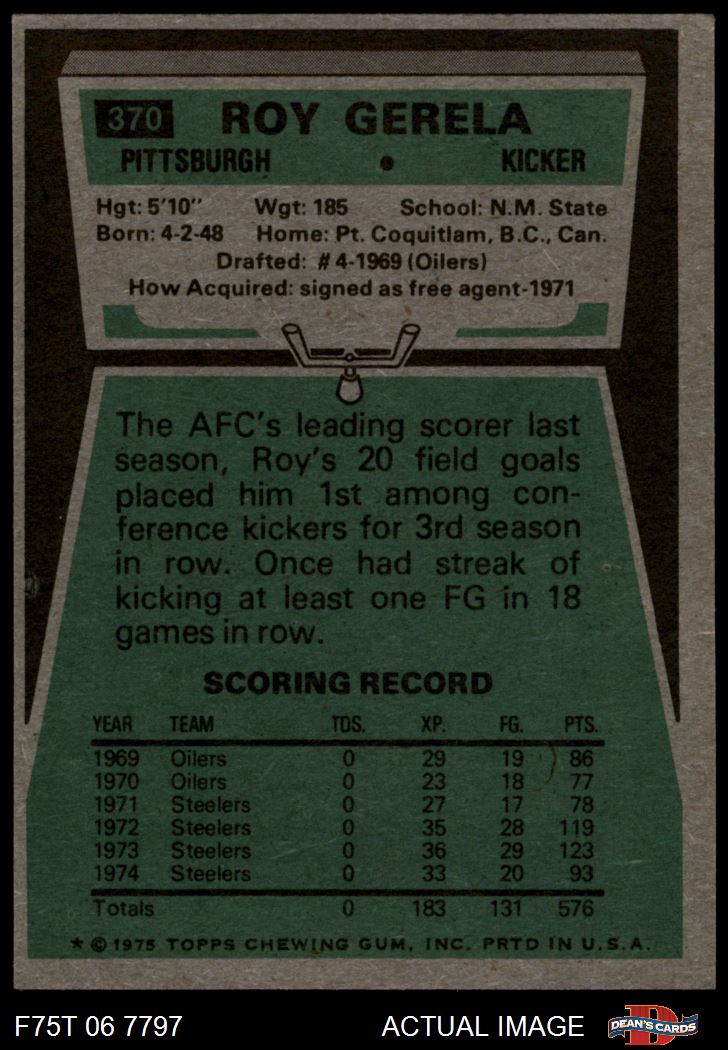 370 ROY GERELA
PITTSBURGH • KICKER
Hgt: 5'10" Wgt: 185 School: N.M. State
Born: 4-2-48 Home: Pt. Coquitlam, B.C., Can.
Drafted: #4-1969 (Oilers)
How Acquired: signed as free agent-1971
The AFC's leading scorer last
season, Roy's 20 field goals
placed him 1st among con-
ference kickers for 3rd season
in row. Once had streak of
kicking at least one FG in 18
games in row.
SCORING RECORD
YEAR TEAM TDS. XP. FG. PTS.
1969 Oilers 0 29 19 86
1970 Oilers 0 23 18 77
1971 Steelers 0 27 17 78
1972 Steelers 0 35 28 119
1973 Steelers 0 36 29 123
1974 Steelers 0 33 20 93
Totals 0 183 131 576
* © 1975 TOPPS CHEWING GUM, INC. PRTD IN U.S.A.
F75T 06 7797 ACTUAL IMAGE D DEAN'S CARDS